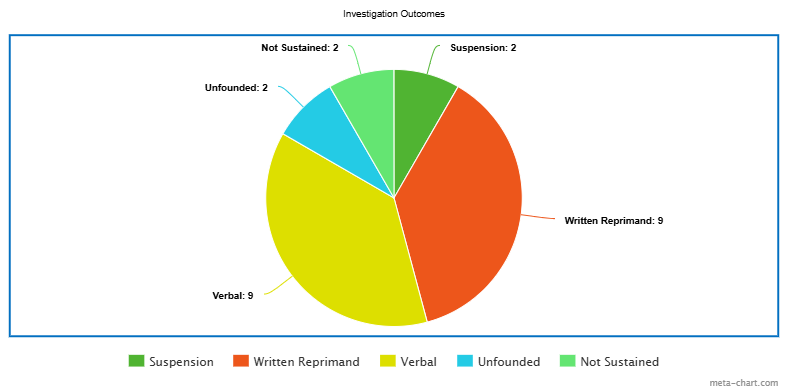 Investigation Outcomes
Not Sustained: 2
Suspension: 2
Unfounded: 2
Written Reprimand: 9
Verbal: 9
Suspension
Written Reprimand
Verbal
Unfounded
Not Sustained
meta-chart.com